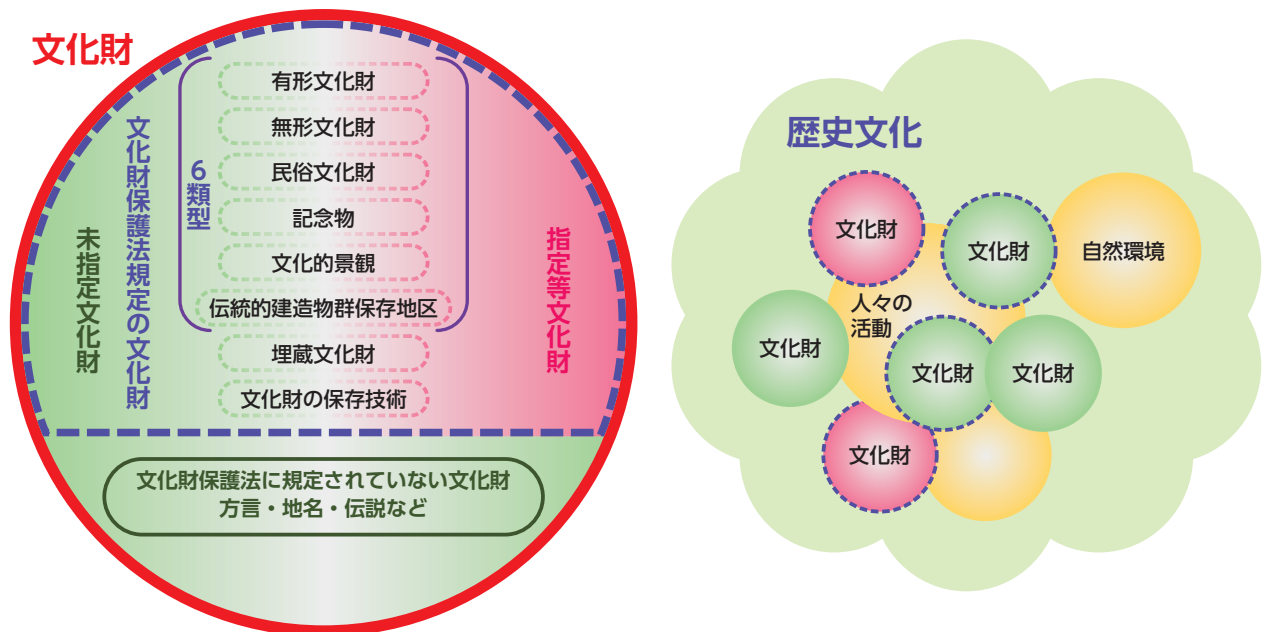 文化財
未指定文化財
文化財保護法規定の文化財
6類型
有形文化財
無形文化財
民俗文化財
記念物
文化的景観
伝統的建造物群保存地区
埋蔵文化財
文化財の保存技術
指定等文化財
文化財保護法に規定されていない文化財
方言・地名・伝説など
歴史文化
文化財
文化財
自然環境
人々の
活動
文化財
文化財
文化財
文化財